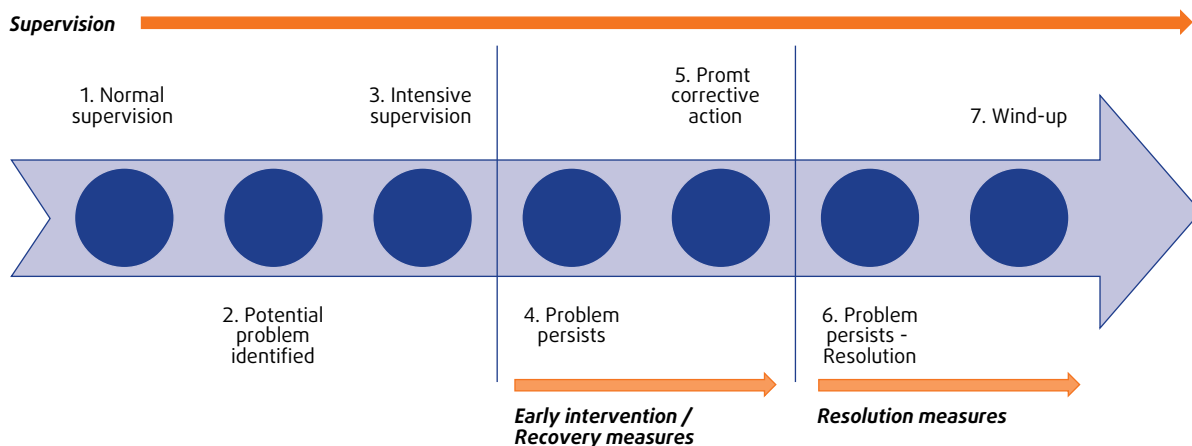 Supervision
1. Normal
supervision
2. Potential
problem
identified
3. Intensive
supervision
4. Problem
persists
5. Promt
corrective
action
6. Problem
persists -
Resolution
7. Wind-up
Early intervention /
Recovery measures
Resolution measures